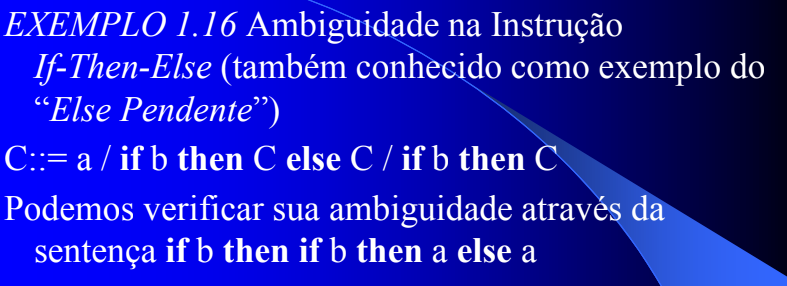 EXEMPLO 1.16 Ambiguidade na Instrução
If-Then-Else (também conhecido como exemplo do
“Else Pendente”)
C::= a / if b then C else C / if b then C
Podemos verificar sua ambiguidade através da
sentença if b then if b then a else a